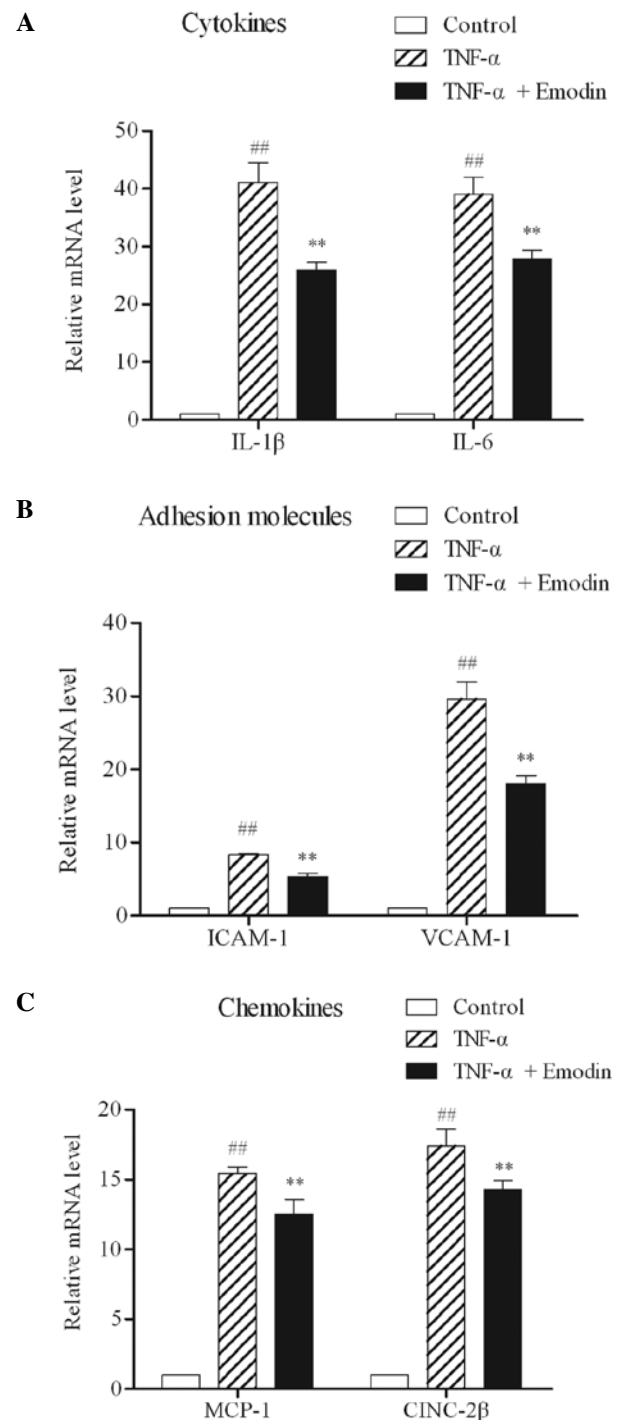 A
Cytokines
Control
TNF-α
TNF-α + Emodin
Relative mRNA level
50
40
30
20
10
0
##
**
##
**
IL-1β
IL-6
B
Adhesion molecules
Control
TNF-α
TNF-α + Emodin
Relative mRNA level
40
30
20
10
0
##
**
##
**
ICAM-1
VCAM-1
C
Chemokines
Control
TNF-α
TNF-α + Emodin
Relative mRNA level
20
15
10
5
0
##
**
##
**
MCP-1
CINC-2β